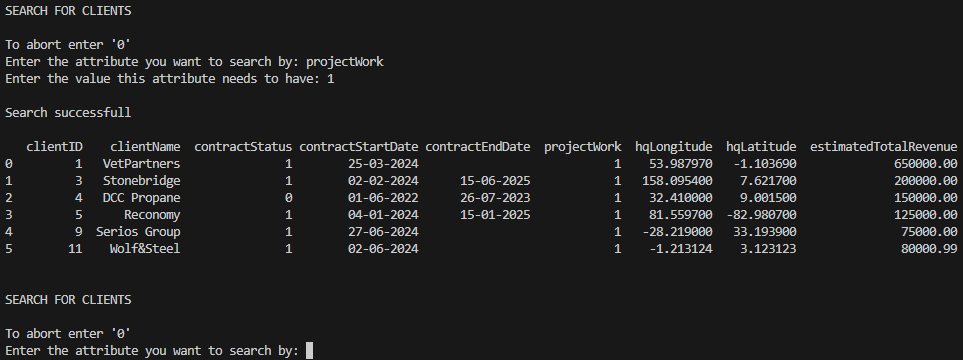 SEARCH FOR CLIENTS
To abort enter '0'
Enter the attribute you want to search by: projectWork
Enter the value this attribute needs to have: 1
Search successfull
clientID clientName contractStatus contractStartDate contractEndDate projectWork hqLongitude hqLatitude estimatedTotalRevenue
0 1 VetPartners 1 25-03-2024 1 53.987970 -1.103690 650000.00
1 3 Stonebridge 1 02-02-2024 15-06-2025 1 158.095400 7.621700 200000.00
2 4 DCC Propane 0 01-06-2022 26-07-2023 1 32.410000 9.001500 150000.00
3 5 Reconomy 1 04-01-2024 15-01-2025 1 81.559700 -82.980700 125000.00
4 9 Serios Group 1 27-06-2024 1 -28.219000 33.193900 75000.00
5 11 Wolf&Steel 1 02-06-2024 1 -1.213124 3.123123 80000.99
SEARCH FOR CLIENTS
To abort enter '0'
Enter the attribute you want to search by: